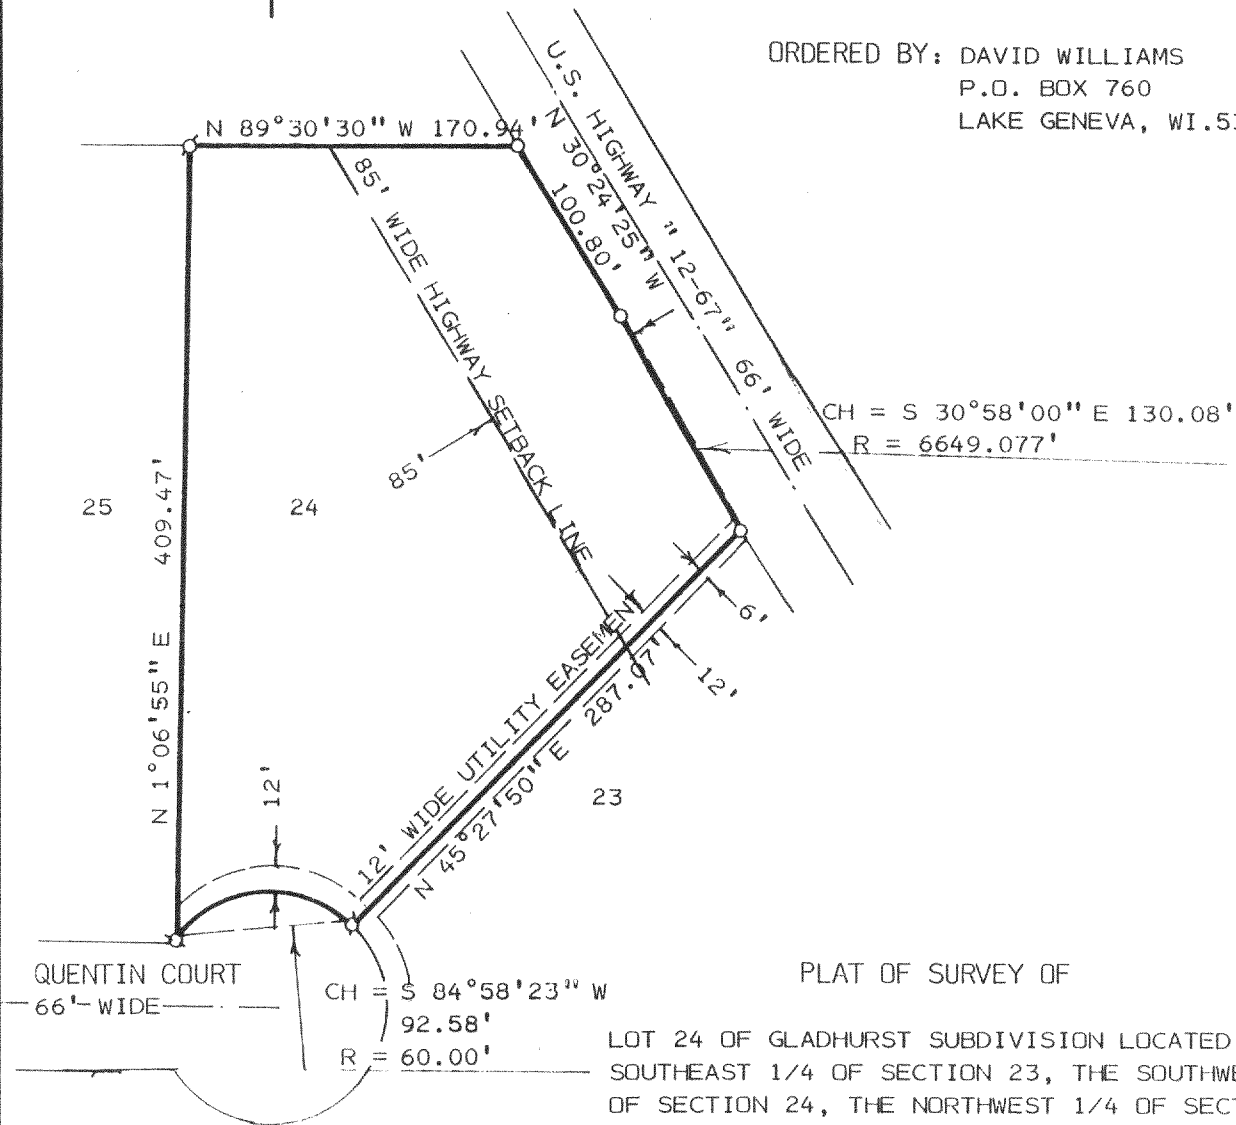 ORDERED BY: DAVID WILLIAMS
P.O. BOX 760
LAKE GENEVA, WI.
N 89°30'30" W 170.94'
U.S. HIGHWAY " 12-67" 66' WIDE
N 30°24'25" W
100.80'
85' WIDE HIGHWAY SETBACK LINE
CH = S 30°58'00" E 130.08'
R = 6649.077'
85'
25
24
N 1°06'55" E 409.47'
6'
12'
12' WIDE UTILITY EASEMENT
N 45°27'50" E 287.07'
23
12'
QUENTIN COURT
66' WIDE
CH = S 84°58'23" W
92.58'
R = 60.00'
PLAT OF SURVEY OF
LOT 24 OF GLADHURST SUBDIVISION LOCATED
SOUTHEAST 1/4 OF SECTION 23, THE
OF SECTION 24, THE NORTHWEST 1/4 OF